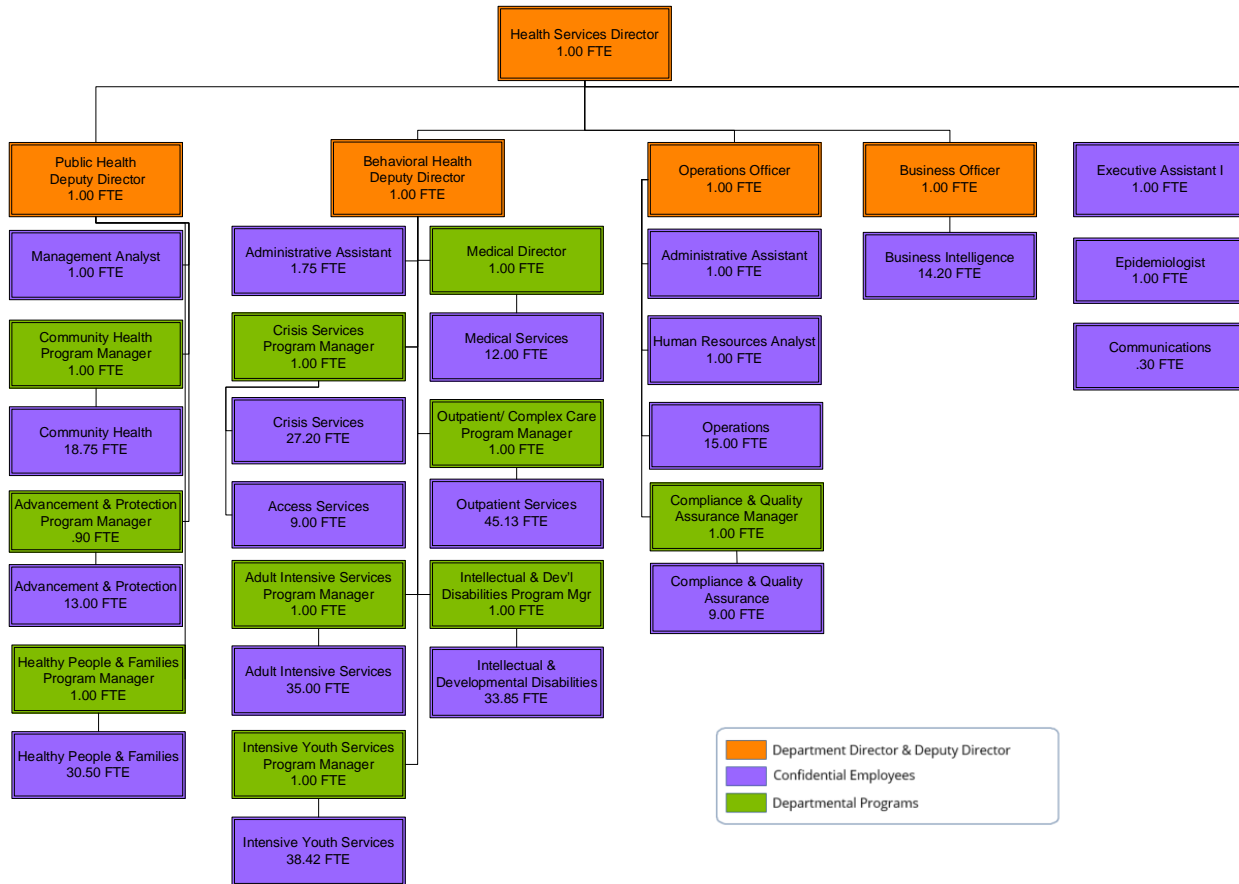 Health Services Director
1.00 FTE
Public Health
Deputy Director
1.00 FTE
Behavioral Health
Deputy Director
1.00 FTE
Operations Officer
1.00 FTE
Business Officer
1.00 FTE
Executive Assistant I
1.00 FTE
Management Analyst
1.00 FTE
Community Health
Program Manager
1.00 FTE
Community Health
18.75 FTE
Advancement & Protection
Program Manager
.90 FTE
Advancement & Protection
13.00 FTE
Healthy People & Families
Program Manager
1.00 FTE
Healthy People & Families
30.50 FTE
Administrative Assistant
1.75 FTE
Crisis Services
Program Manager
1.00 FTE
Crisis Services
27.20 FTE
Access Services
9.00 FTE
Adult Intensive Services
Program Manager
1.00 FTE
Adult Intensive Services
35.00 FTE
Intensive Youth Services
Program Manager
1.00 FTE
Intensive Youth Services
38.42 FTE
Medical Director
1.00 FTE
Medical Services
12.00 FTE
Outpatient/ Complex Care
Program Manager
1.00 FTE
Outpatient Services
45.13 FTE
Intellectual & Dev'l
Disabilities Program Mgr
1.00 FTE
Intellectual &
Developmental Disabilities
33.85 FTE
Administrative Assistant
1.00 FTE
Human Resources Analyst
1.00 FTE
Operations
15.00 FTE
Compliance & Quality
Assurance Manager
1.00 FTE
Compliance & Quality
Assurance
9.00 FTE
Business Intelligence
14.20 FTE
Epidemiologist
1.00 FTE
Communications
.30 FTE
Department Director & Deputy Director
Confidential Employees
Departmental Programs